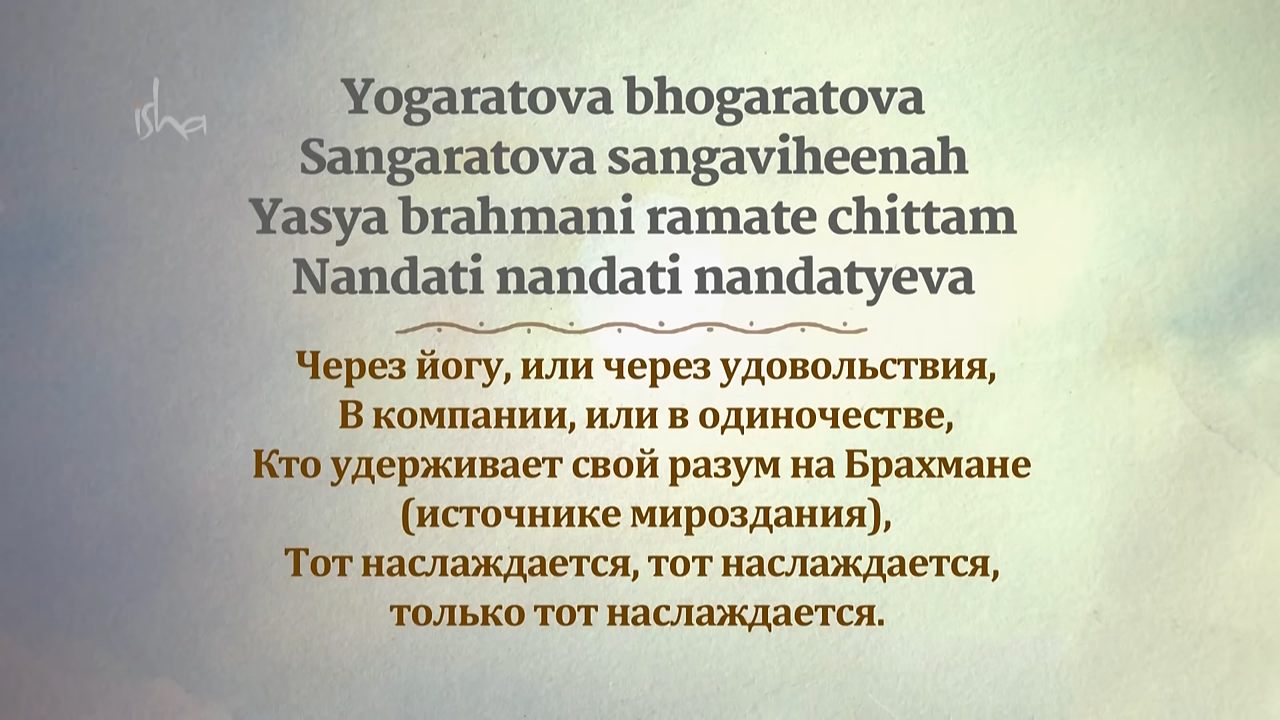 isha
Yogaratova bhogaratova
Sangaratova sangaviheenah
Yasya brahmani ramate chittam
Nandati nandati nandatyeva
Через йогу, или через удовольствия,
В компании, или в одиночестве,
Кто удерживает свой разум на Брахмане
(источнике мироздания),
Тот наслаждается, тот наслаждается,
только тот наслаждается.